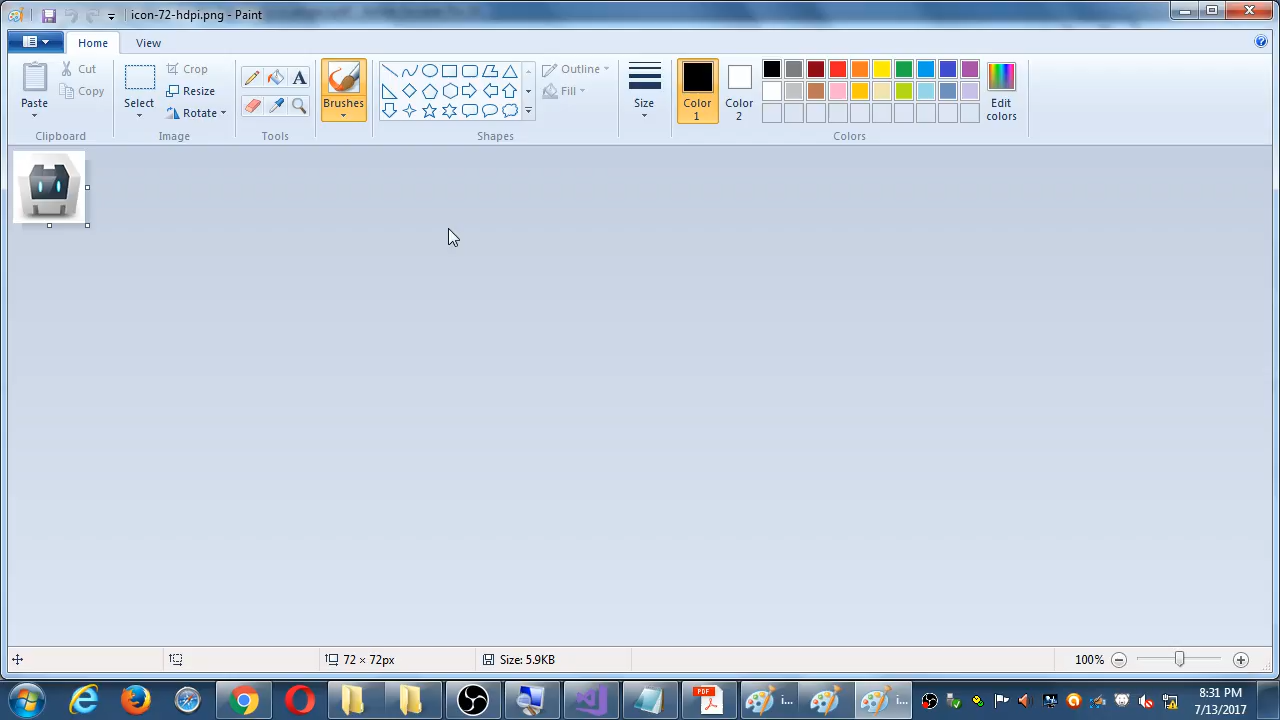 icon-72-hdpi.png - Paint
Home
View
Paste
Cut
Copy
Clipboard
Select
Crop
Resize
Rotate
Image
A
Tools
Brushes
Shapes
Outline
Fill
Size
Color
1
Color
2
Edit
colors
Colors
72 × 72px
Size: 5.9KB
100%
PDF
i...
i...
8:31 PM
7/13/2017